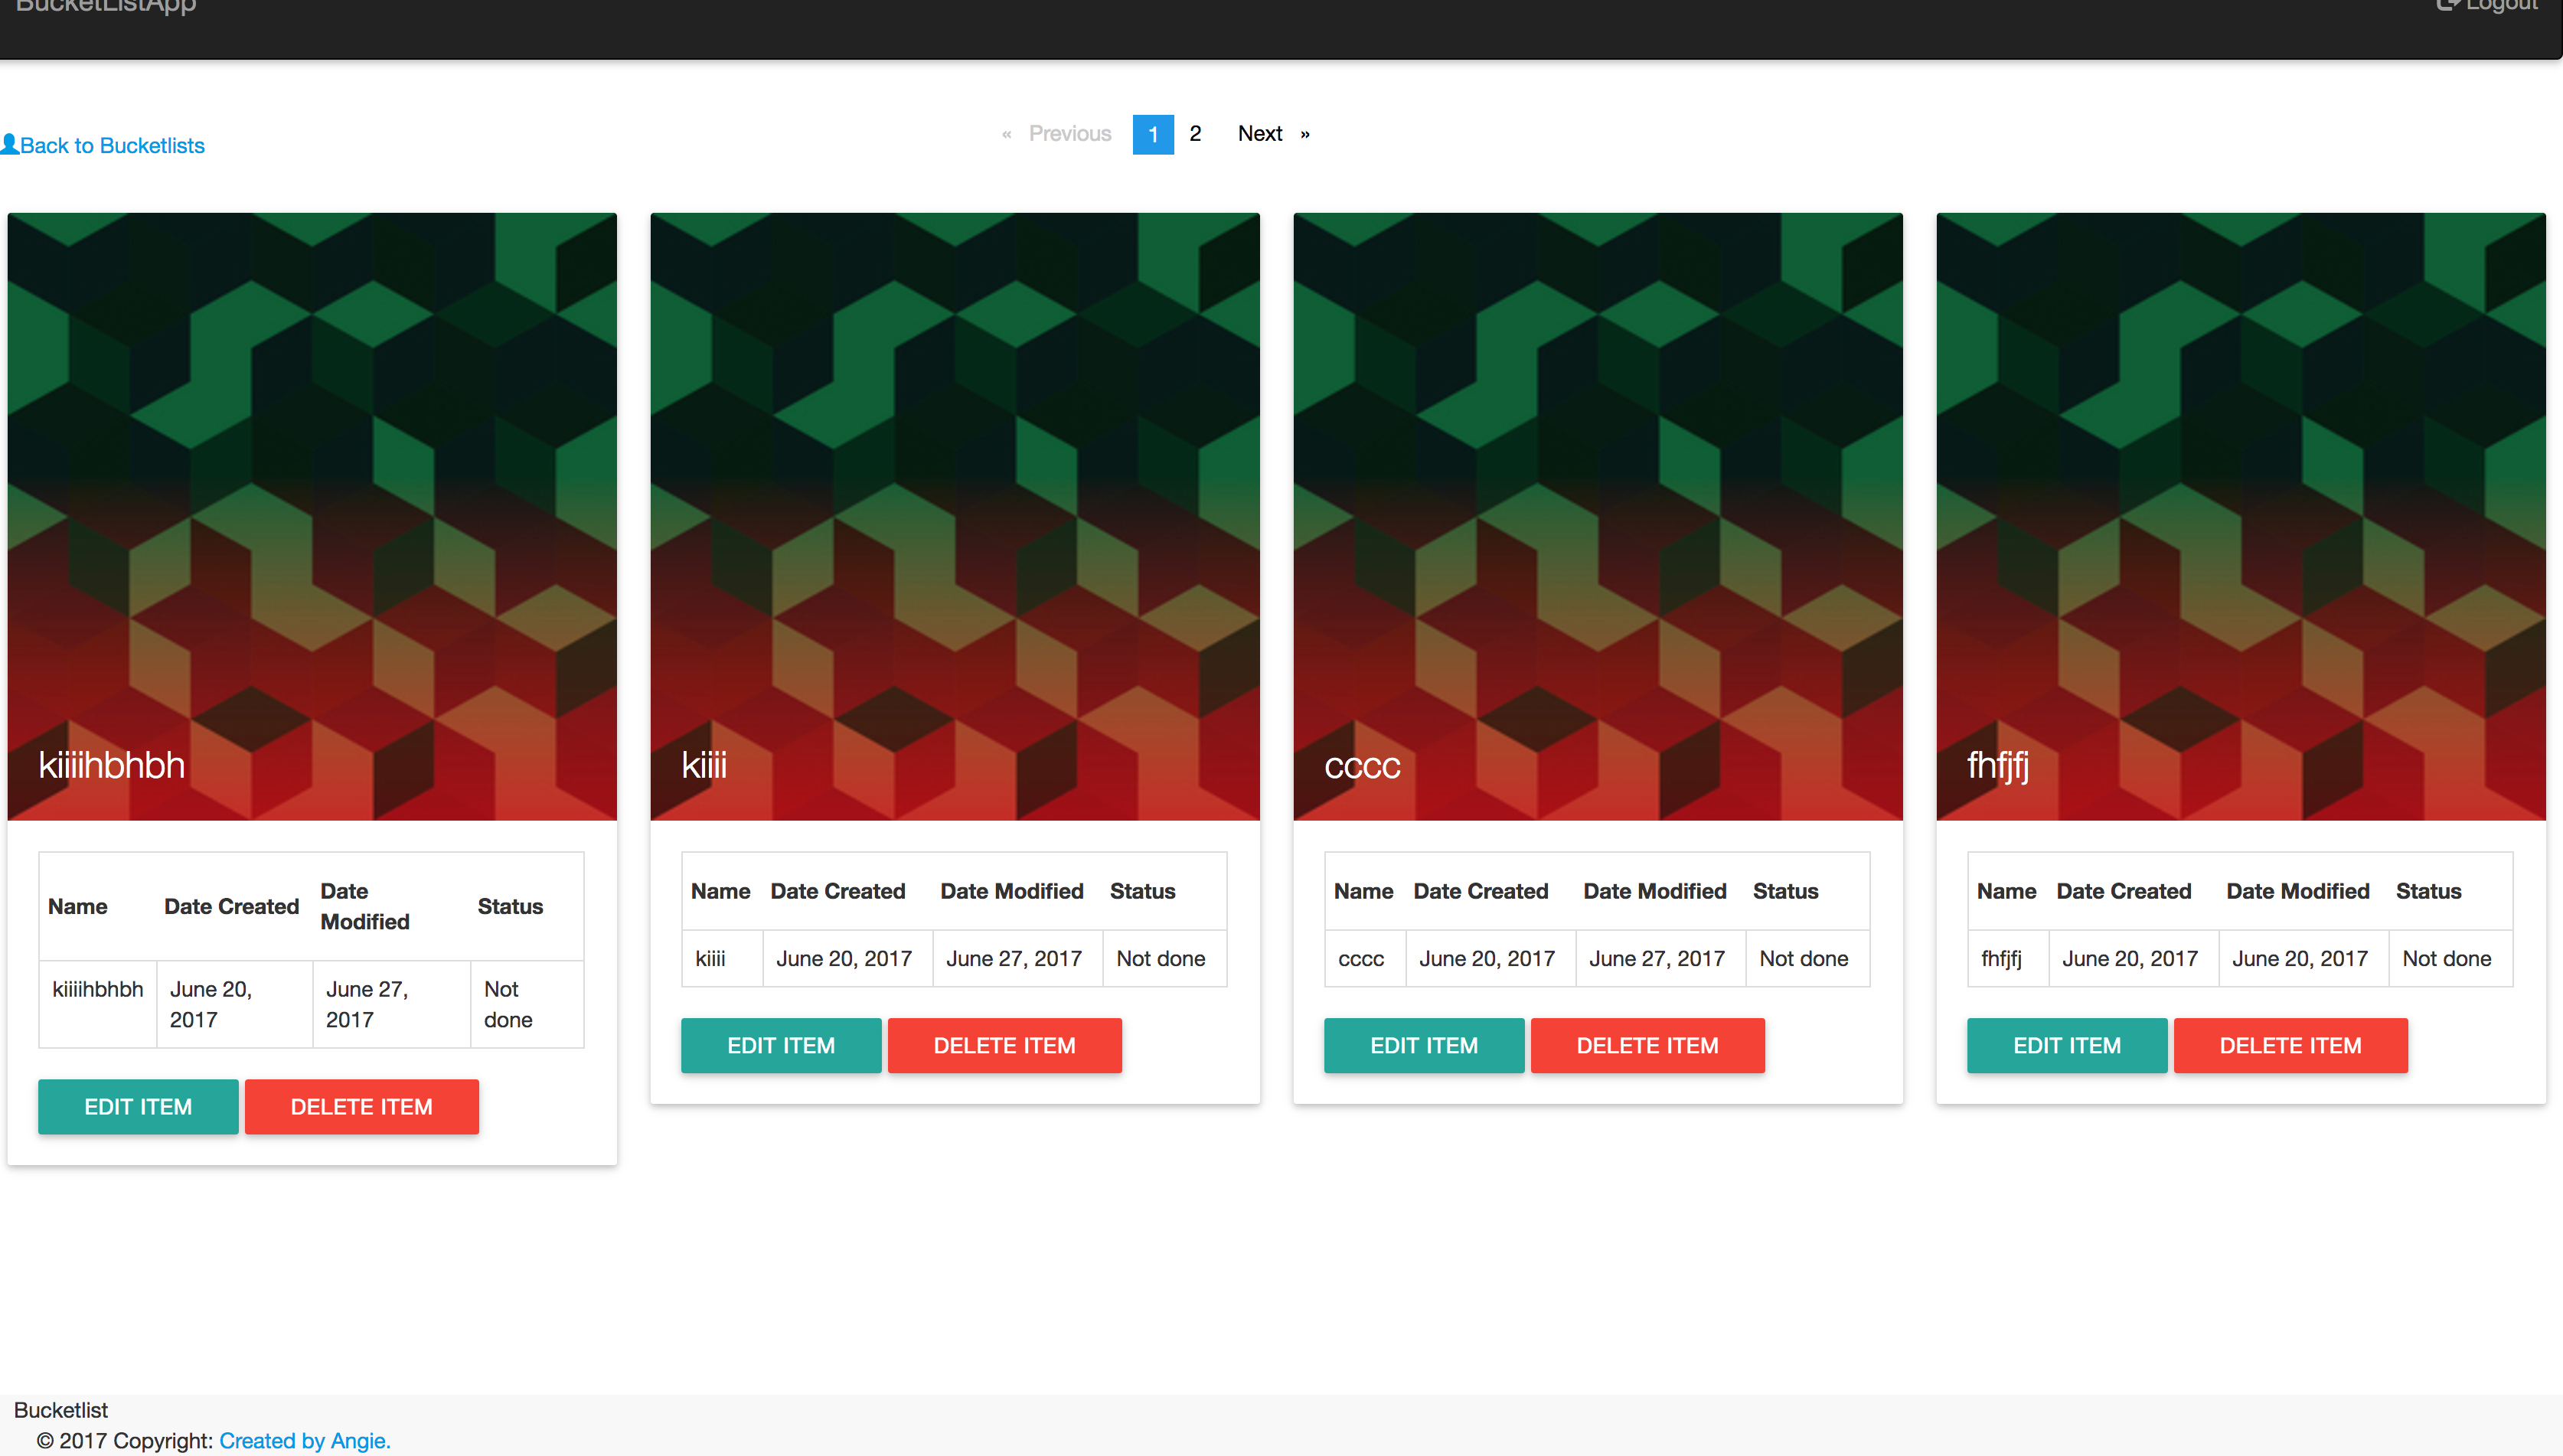 BucketListApp
Logout
Back to Bucketlists
« Previous 1 2 Next »
kiiiihbhbh
Name Date Created Date Modified Status
kiiiihbhbh June 20, 2017 June 27, 2017 Not done
EDIT ITEM DELETE ITEM
kiiii
Name Date Created Date Modified Status
kiiii June 20, 2017 June 27, 2017 Not done
EDIT ITEM DELETE ITEM
cccc
Name Date Created Date Modified Status
cccc June 20, 2017 June 27, 2017 Not done
EDIT ITEM DELETE ITEM
fhfjfj
Name Date Created Date Modified Status
fhfjfj June 20, 2017 June 20, 2017 Not done
EDIT ITEM DELETE ITEM
Bucketlist
© 2017 Copyright: Created by Angie.